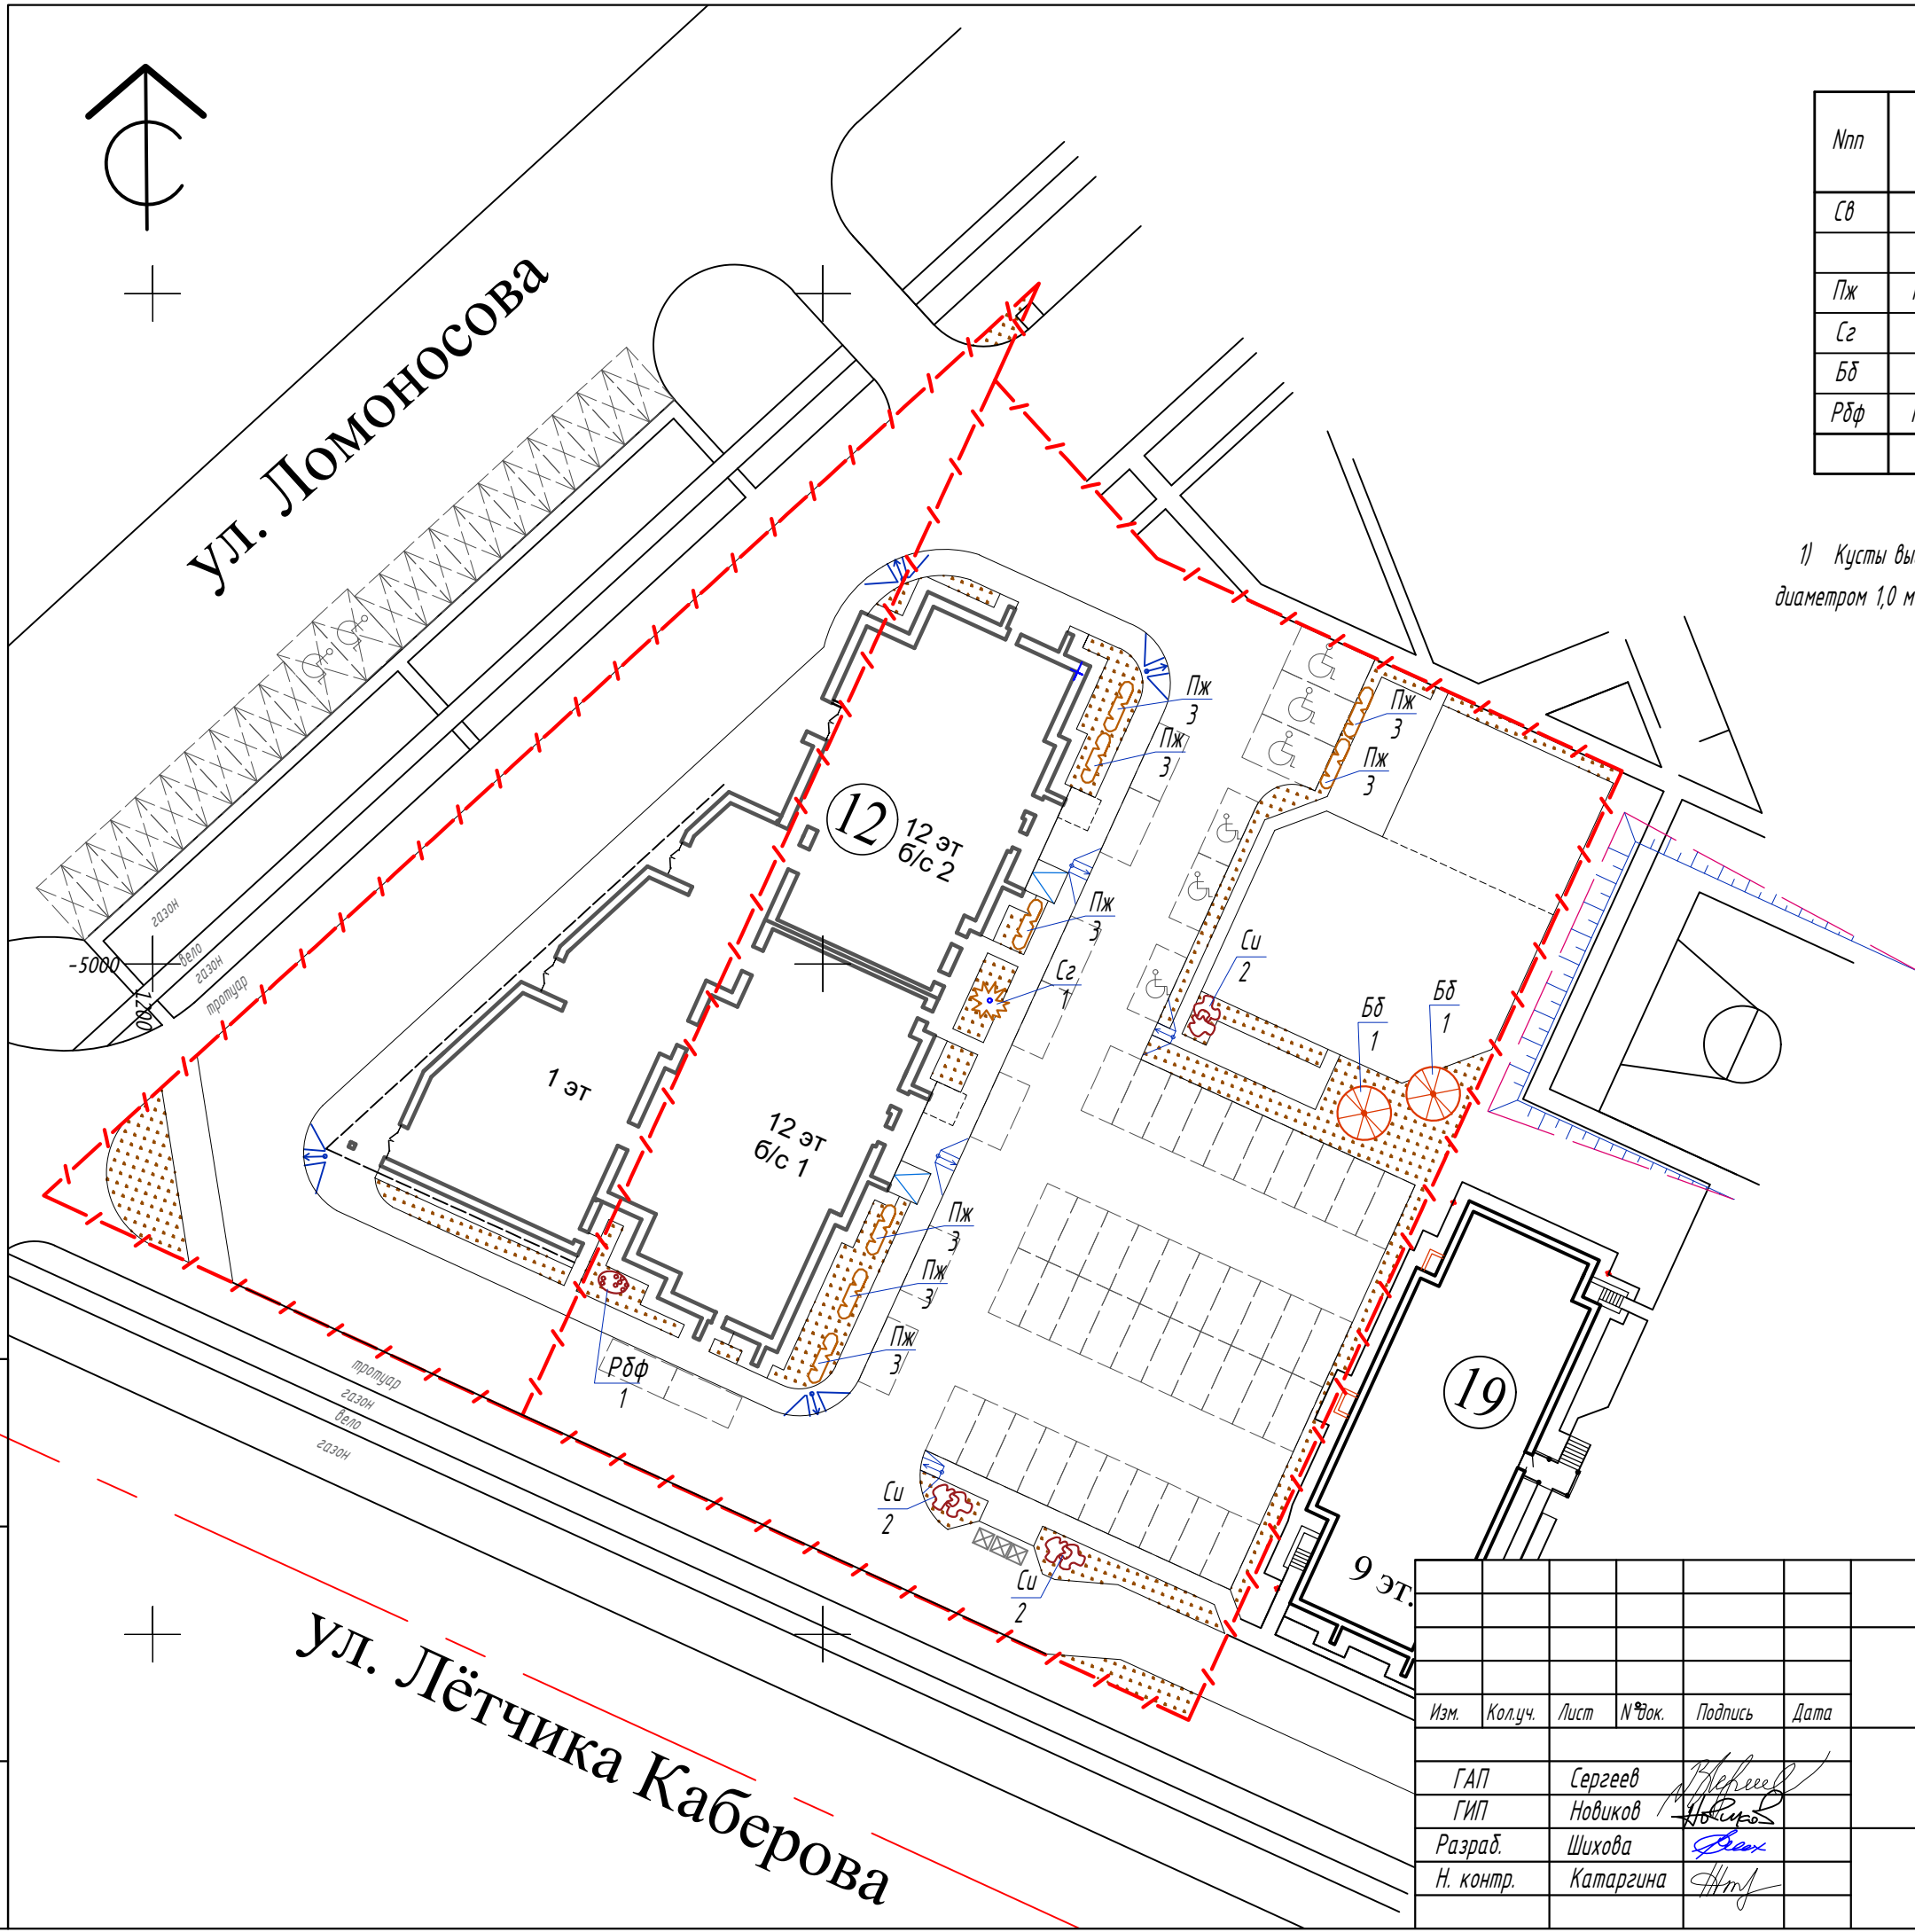 Nпп
Св
Пж
Сг
Бб
Рбф
1) Кусты вы
диаметром 1,0 м
ул. Ломоносова
Пж
3
Пж
3
Пж
3
Пж
3
12
12 эт
б/с 2
газон
вело
газон
тротуар
-5000
1200
Пж
3
Сг
1
Си
2
Бб
1
Бб
1
1 эт
12 эт
б/с 1
Пж
3
Пж
3
Пж
3
Рбф
1
тротуар
газон
вело
газон
19
9 эт.
Си
2
Си
2
ул. Лётчика Каберова
Изм. Кол.уч. Лист N°док. Подпись Дата
ГАП Сергеев
ГИП Новиков
Разраб. Шихова
Н. контр. Катаргина